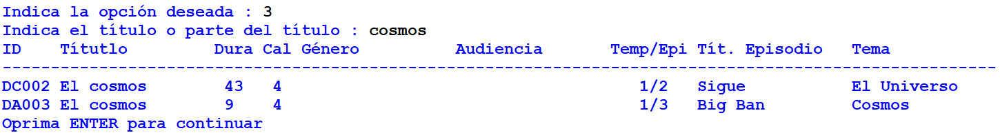 Indica la opción deseada : 3
Indica el título o parte del título : cosmos
ID    Títutlo         Dura Cal Género          Audiencia       Temp/Epi Tít. Episodio   Tema
-------------------------------------------------------------------------------------------------------
DC002 El cosmos        43   4                                     1/2   Sigue           El Universo
DA003 El cosmos        9    4                                     1/3   Big Ban         Cosmos
Oprima ENTER para continuar